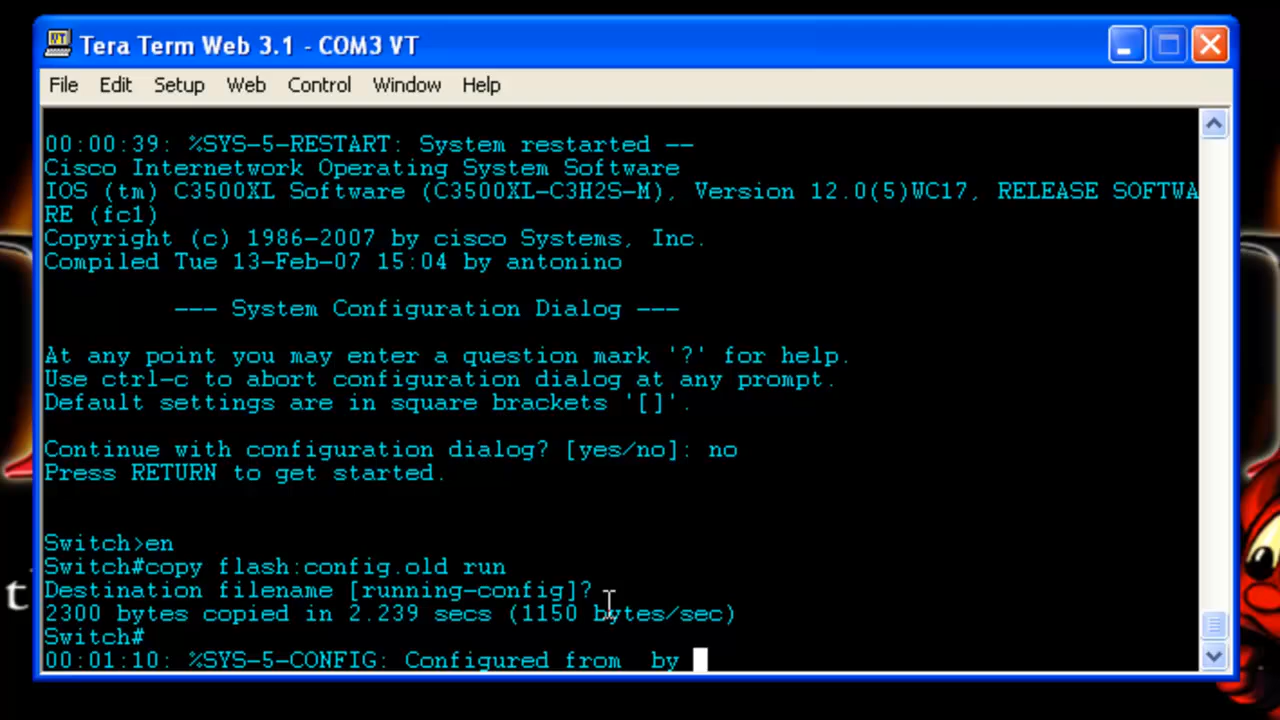 Tera Term Web 3.1 - COM3 VT
File Edit Setup Web Control Window Help
00:00:39: %SYS-5-RESTART: System restarted --
Cisco Internetwork Operating System Software
IOS (tm) C3500XL Software (C3500XL-C3H2S-M), Version 12.0(5)WC17, RELEASE SOFTWA
RE (fc1)
Copyright (c) 1986-2007 by cisco Systems, Inc.
Compiled Tue 13-Feb-07 15:04 by antonino
--- System Configuration Dialog ---
At any point you may enter a question mark '?' for help.
Use ctrl-c to abort configuration dialog at any prompt.
Default settings are in square brackets '[]'.
Continue with configuration dialog? [yes/no]: no
Press RETURN to get started.
Switch>en
Switch#copy flash:config.old run
Destination filename [running-config]?
2300 bytes copied in 2.239 secs (1150 bytes/sec)
Switch#
00:01:10: %SYS-5-CONFIG: Configured from  by